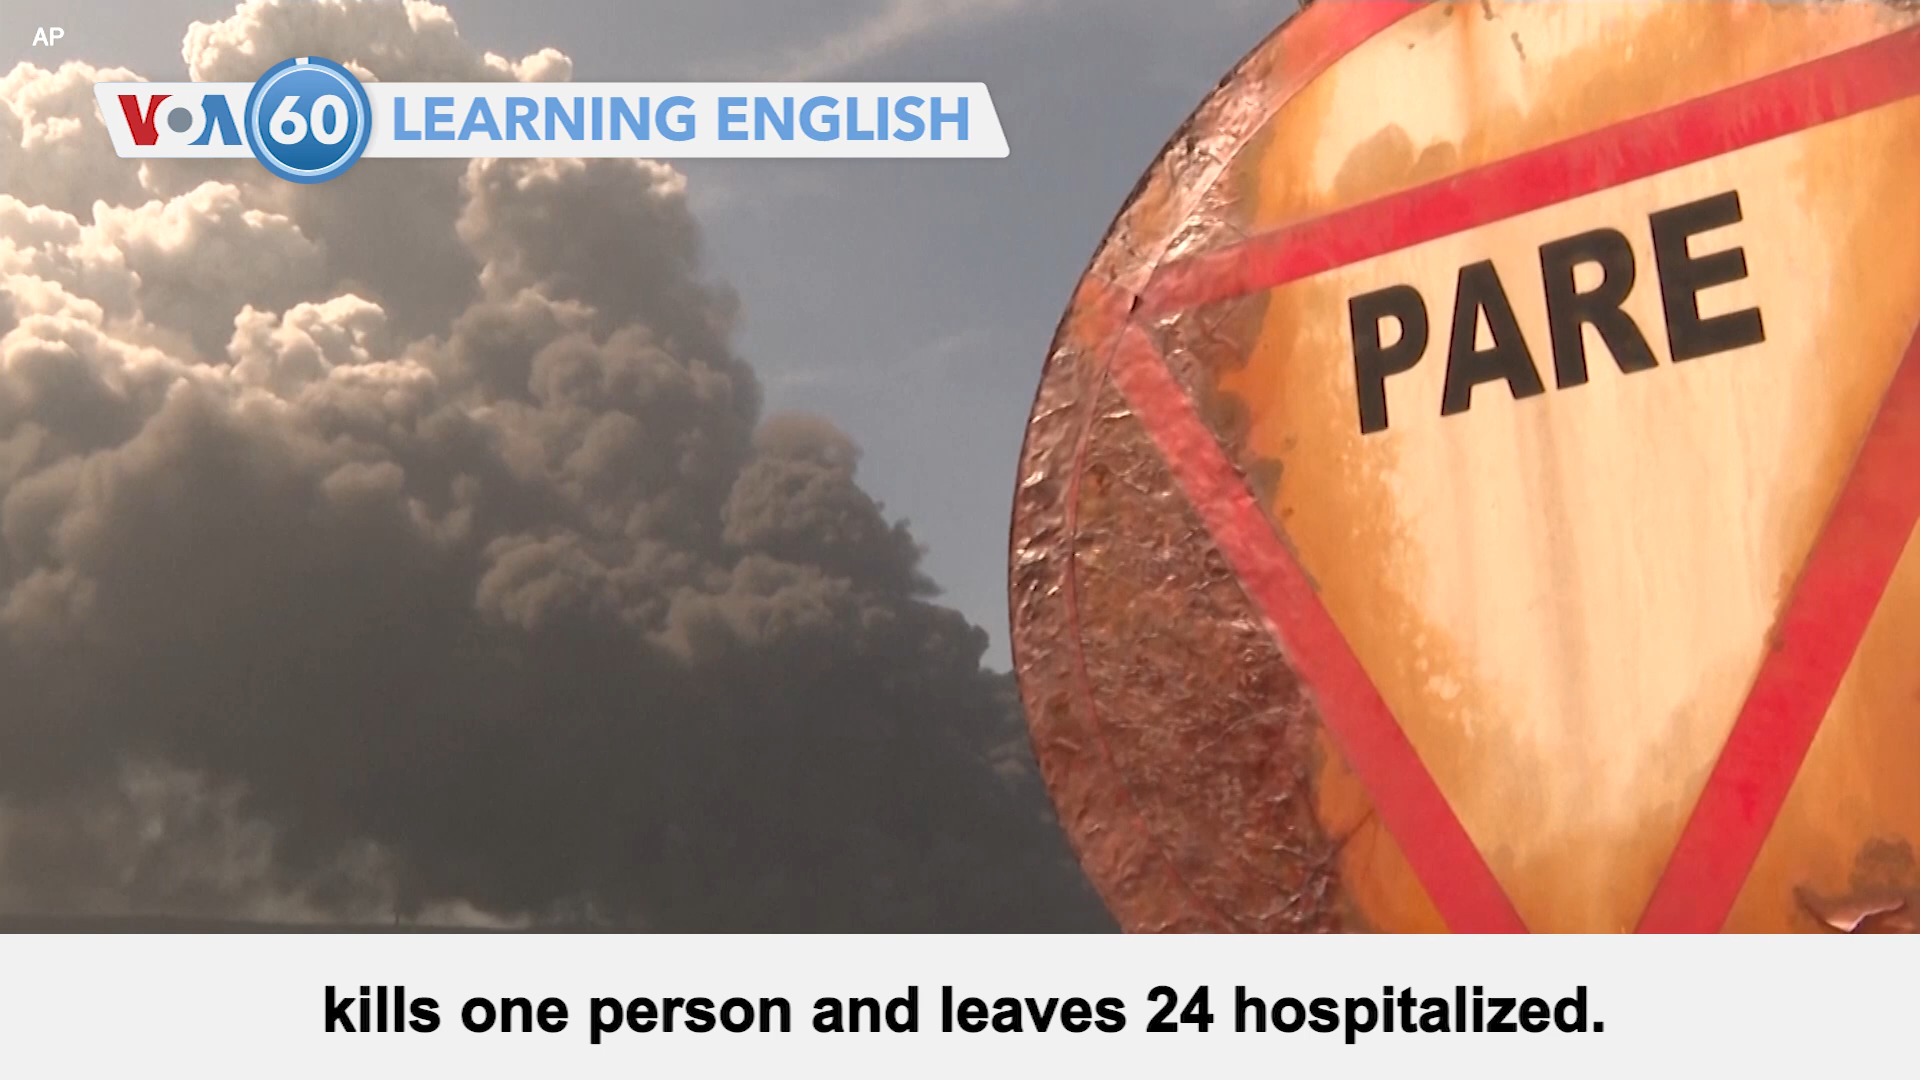 AP
VOA 60 LEARNING ENGLISH
PARE
kills one person and leaves 24 hospitalized.